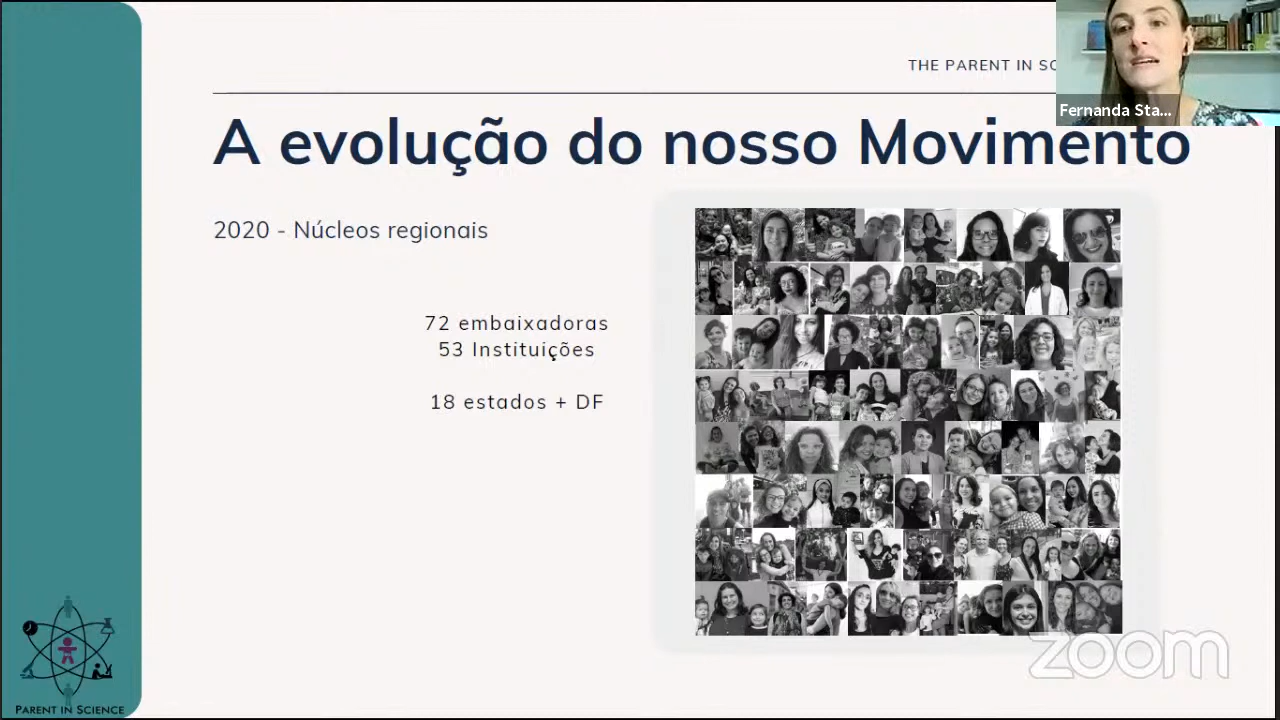 THE PARENT IN SC
Fernanda Sta...
A evolução do nosso Movimento
2020 - Núcleos regionais
72 embaixadoras
53 Instituições
18 estados + DF
zoom
PARENT IN SCIENCE